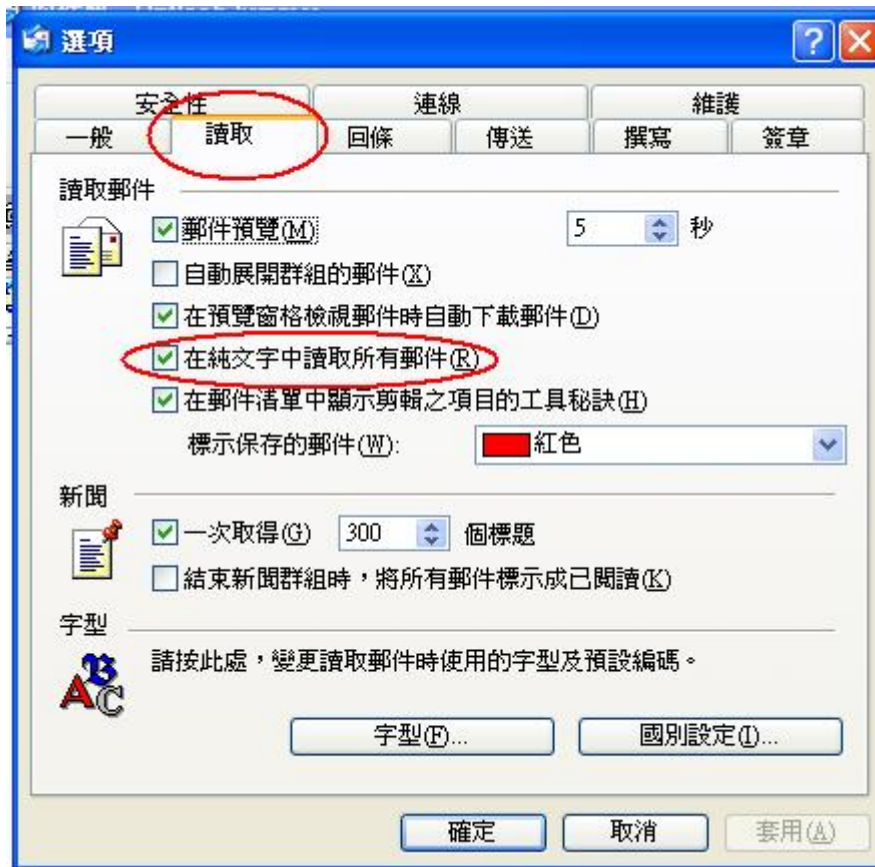 選項
安全性 連線 維護
一般 讀取 回條 傳送 撰寫 簽章
讀取郵件
郵件預覽(M) 5 秒
自動展開群組的郵件(X)
在預覽窗格檢視郵件時自動下載郵件(D)
在純文字中讀取所有郵件(R)
在郵件清單中顯示剪輯之項目的工具秘訣(H)
標示保存的郵件(W): 紅色
新聞
一次取得(G) 300 個標題
結束新聞群組時，將所有郵件標示成已閱讀(K)
字型
請按此處，變更讀取郵件時使用的字型及預設編碼。
字型(F)... 國別設定(I)...
確定 取消 套用(A)